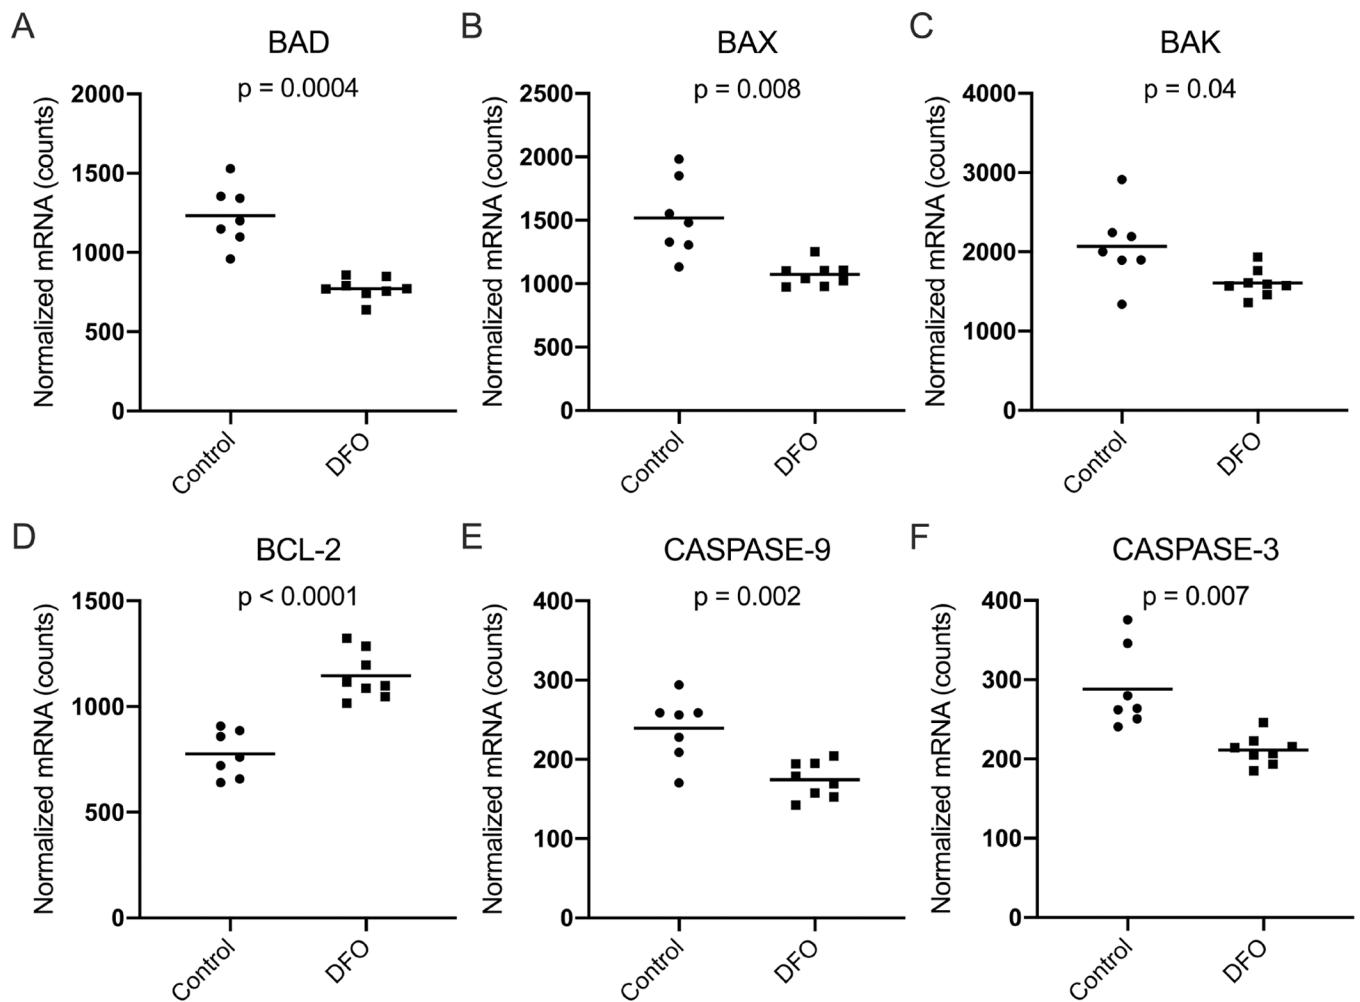 A
BAD
p = 0.0004
Normalized mRNA (counts)
2000
1500
1000
500
0
Control
DFO
B
BAX
p = 0.008
Normalized mRNA (counts)
2500
2000
1500
1000
500
0
Control
DFO
C
BAK
p = 0.04
Normalized mRNA (counts)
4000
3000
2000
1000
0
Control
DFO
D
BCL-2
p < 0.0001
Normalized mRNA (counts)
1500
1000
500
0
Control
DFO
E
CASPASE-9
p = 0.002
Normalized mRNA (counts)
400
300
200
100
0
Control
DFO
F
CASPASE-3
p = 0.007
Normalized mRNA (counts)
400
300
200
100
0
Control
DFO